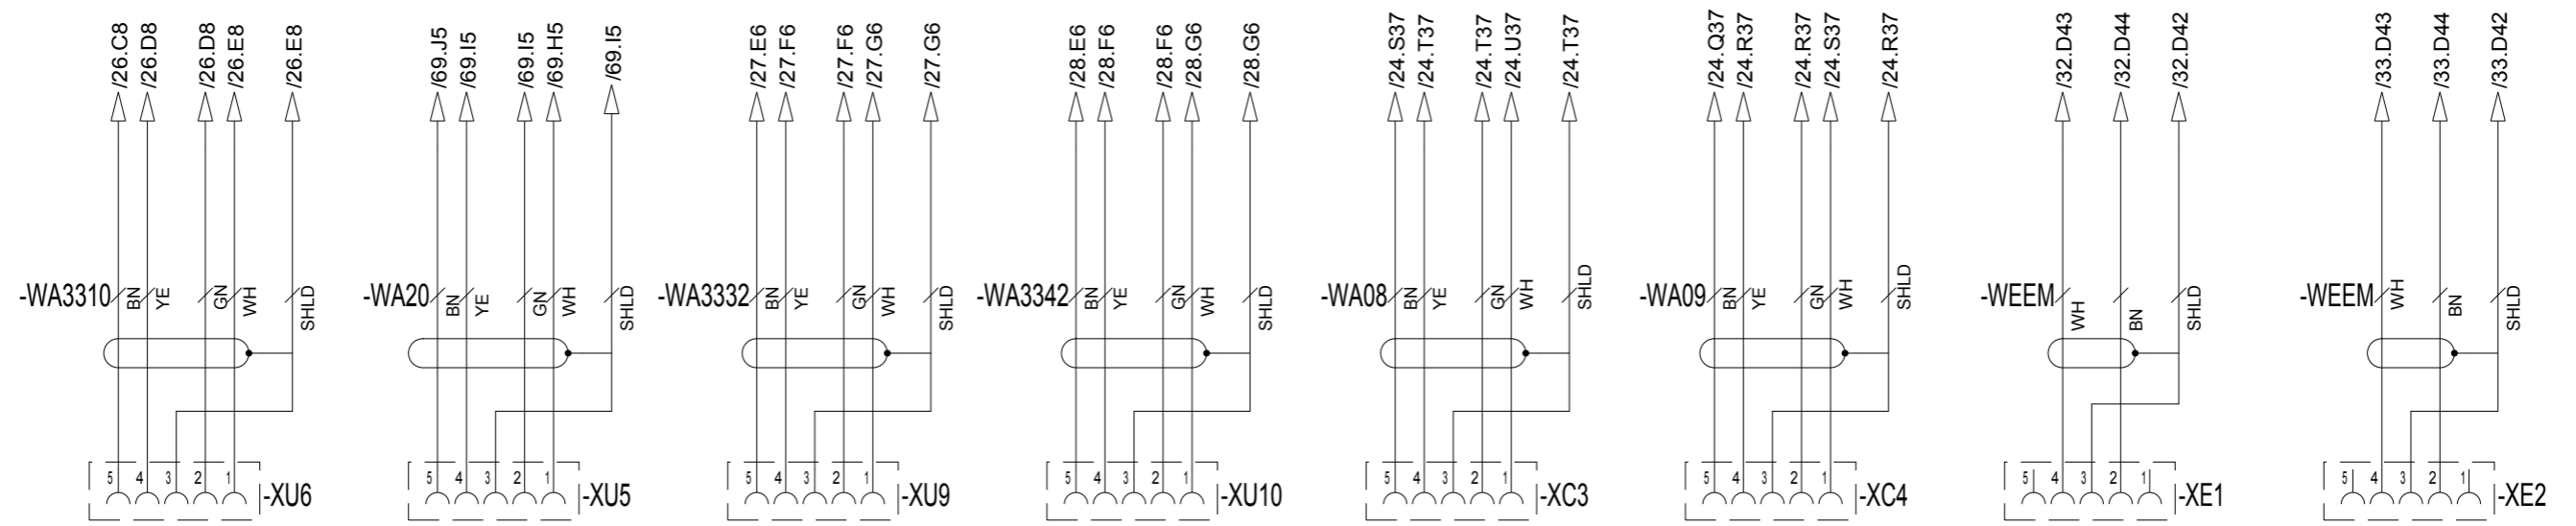 /26.C8 /26.D8 /26.D8 /26.E8 /26.E8
/69.J5 /69.I5 /69.I5 /69.H5 /69.I5
/27.E6 /27.F6 /27.F6 /27.G6 /27.G6
/28.E6 /28.F6 /28.F6 /28.G6 /28.G6
/24.S37 /24.T37 /24.T37 /24.U37 /24.T37
/24.Q37 /24.R37 /24.R37 /24.S37 /24.R37
/32.D43 /32.D44 /32.D42
/33.D43 /33.D44 /33.D42
-WA3310 BN YE GN WH SHLD
-WA20 BN YE GN WH SHLD
-WA3332 BN YE GN WH SHLD
-WA3342 BN YE GN WH SHLD
-WA08 BN YE GN WH SHLD
-WA09 BN YE GN WH SHLD
-WEEM WH BN SHLD
-WEEM WH BN SHLD
5 4 3 2 1 -XU6
5 4 3 2 1 -XU5
5 4 3 2 1 -XU9
5 4 3 2 1 -XU10
5 4 3 2 1 -XC3
5 4 3 2 1 -XC4
5 4 3 2 1 -XE1
5 4 3 2 1 -XE2